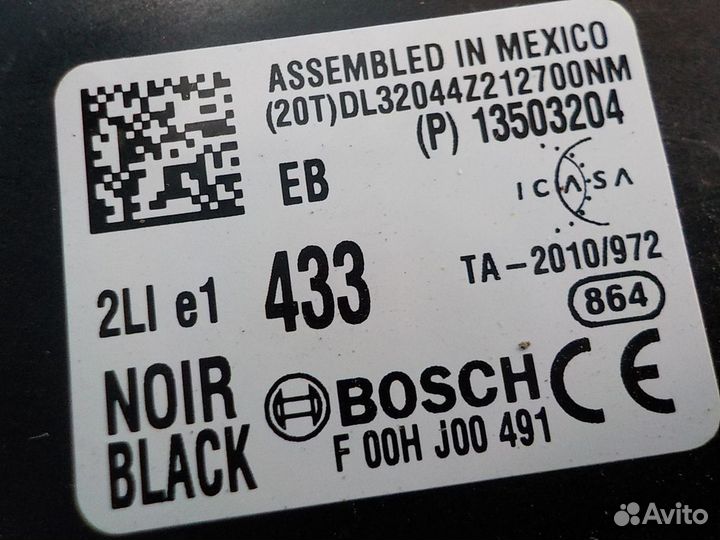 ASSEMBLED IN MEXICO
(20T)DL32044Z212700NM
(P) 13503204
EB
ICASA
433
TA-2010/972
2LI e1
864
NOIR
BLACK
BOSCH
CE
F 00H J00 491
Avito